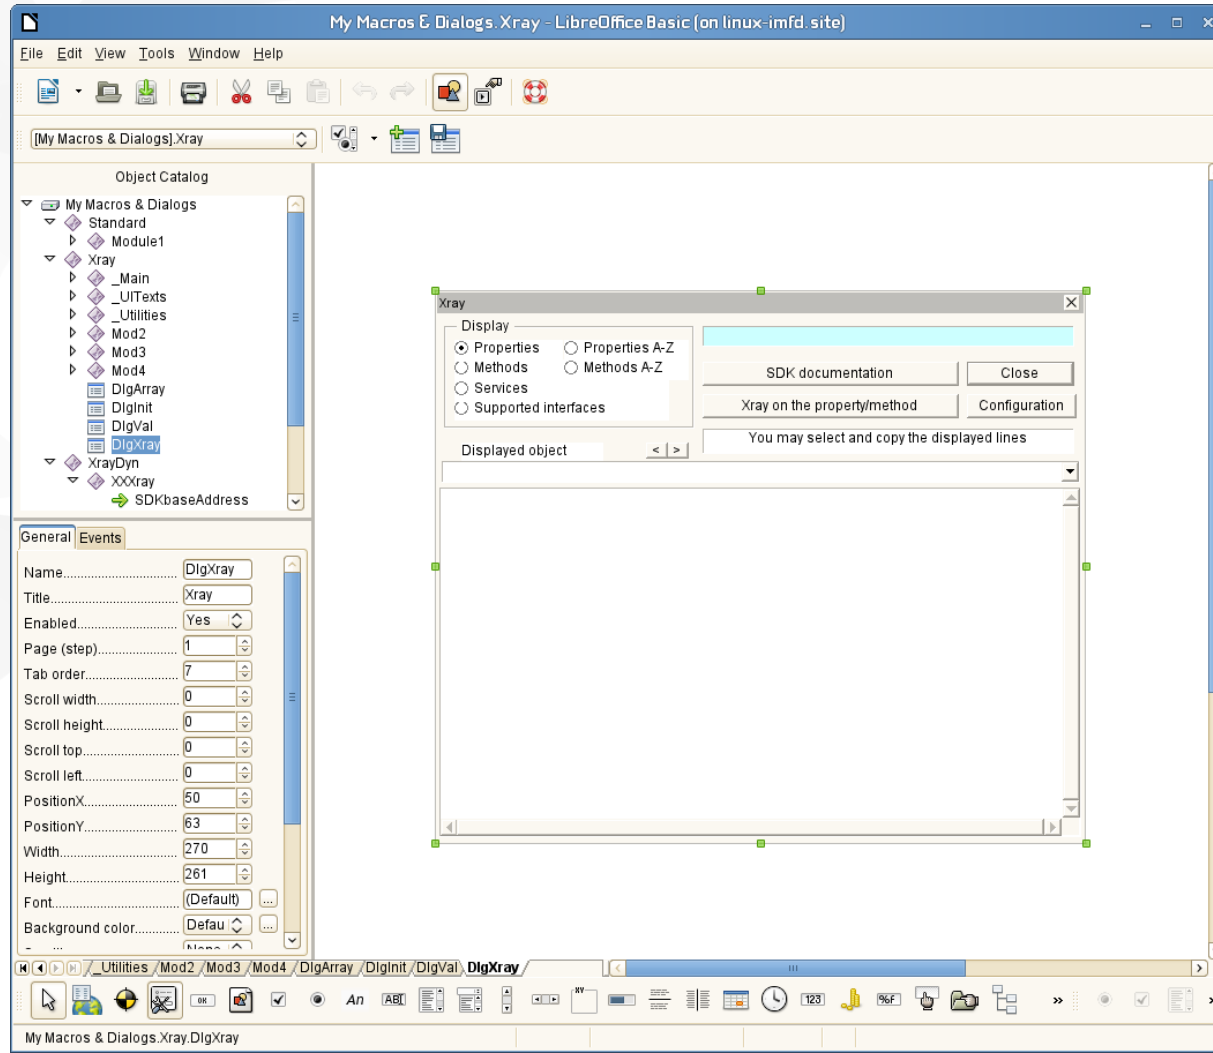 My Macros & Dialogs.Xray - LibreOffice Basic (on linux-imfd.site)
File Edit View Tools Window Help
[My Macros & Dialogs].Xray
Object Catalog
My Macros & Dialogs
Standard
Module1
Xray
_Main
_UITexts
_Utilities
Mod2
Mod3
Mod4
DlgArray
DlgInit
DlgVal
DlgXray
XrayDyn
XXXray
SDKbaseAddress
General Events
Name.............................. DlgXray
Title................................... Xray
Enabled............................ Yes
Page (step)...................... 1
Tab order......................... 7
Scroll width...................... 0
Scroll height.................... 0
Scroll top......................... 0
Scroll left......................... 0
PositionX......................... 50
PositionY......................... 63
Width................................ 270
Height.............................. 261
Font.................................. (Default) ...
Background color............ Defau ...
Xray
Display
Properties Properties A-Z
Methods Methods A-Z
SDK documentation Close
Services
Supported interfaces
Xray on the property/method Configuration
You may select and copy the displayed lines
Displayed object < >
_Utilities Mod2 Mod3 Mod4 DlgArray DlgInit DlgVal DlgXray
OK An ABI XY 123 %F »
My Macros & Dialogs.Xray.DlgXray